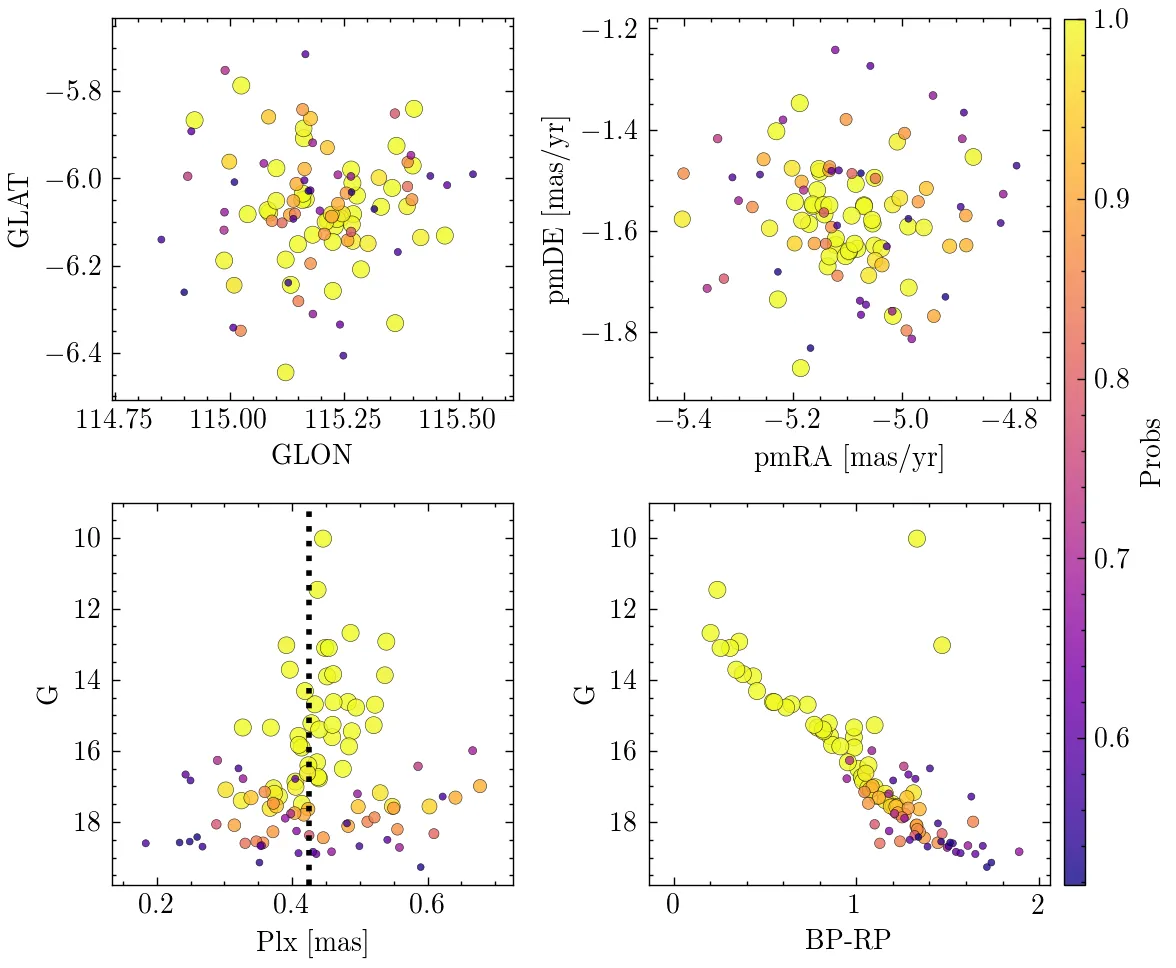 −5.8
−6.0
−6.2
−6.4
GLAT
114.75 115.00 115.25 115.50
GLON
−1.2
−1.4
−1.6
−1.8
pmDE [mas/yr]
−5.4 −5.2 −5.0 −4.8
pmRA [mas/yr]
1.0
0.9
0.8
0.7
0.6
Probs
10
12
14
16
18
G
0.2 0.4 0.6
Plx [mas]
10
12
14
16
18
G
0 1 2
BP-RP